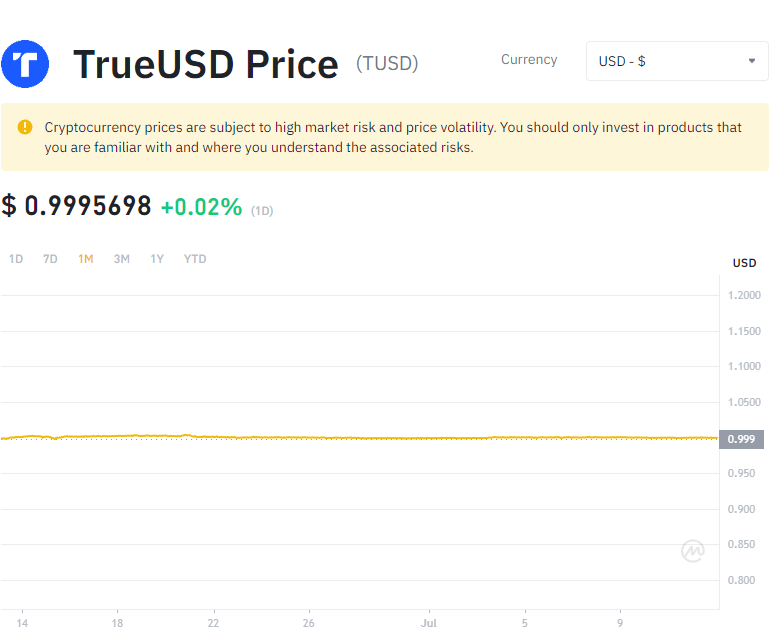 TrueUSD Price (TUSD)
Currency
USD - $
Cryptocurrency prices are subject to high market risk and price volatility. You should only invest in products that
you are familiar with and where you understand the associated risks.
$ 0.9995698 +0.02% (1D)
1D 7D 1M 3M 1Y YTD
USD
1.2000
1.1500
1.1000
1.0500
0.999
0.950
0.900
0.850
0.800
14 18 22 26 Jul 5 9